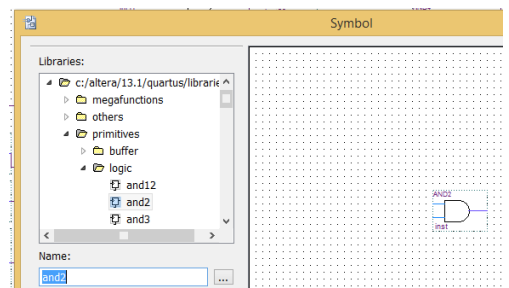 Symbol
Libraries:
c:/altera/13.1/quartus/librarie
megafunctions
others
primitives
buffer
logic
and12
and2
and3
Name:
and2
...
AND2
inst